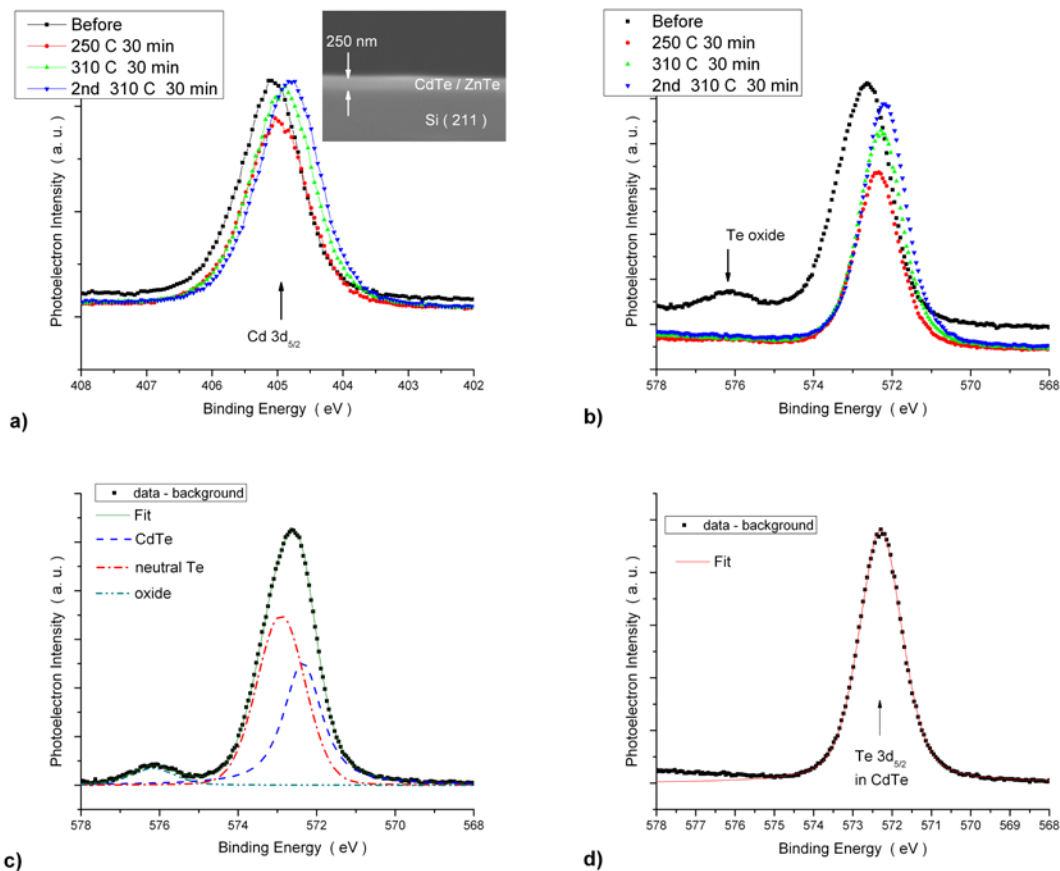 Before
250 C 30 min
310 C 30 min
2nd 310 C 30 min
250 nm
CdTe / ZnTe
Si ( 211 )
Photoelectron Intensity ( a. u. )
Cd 3d5/2
408 407 406 405 404 403 402
Binding Energy ( eV )
a)
Before
250 C 30 min
310 C 30 min
2nd 310 C 30 min
Photoelectron Intensity ( a. u. )
Te oxide
578 576 574 572 570 568
Binding Energy ( eV )
b)
data - background
Fit
CdTe
neutral Te
oxide
Photoelectron Intensity ( a. u. )
578 576 574 572 570 568
Binding Energy ( eV )
c)
data - background
Fit
Photoelectron Intensity ( a. u. )
Te 3d5/2
in CdTe
578 577 576 575 574 573 572 571 570 569 568
Binding Energy ( eV )
d)